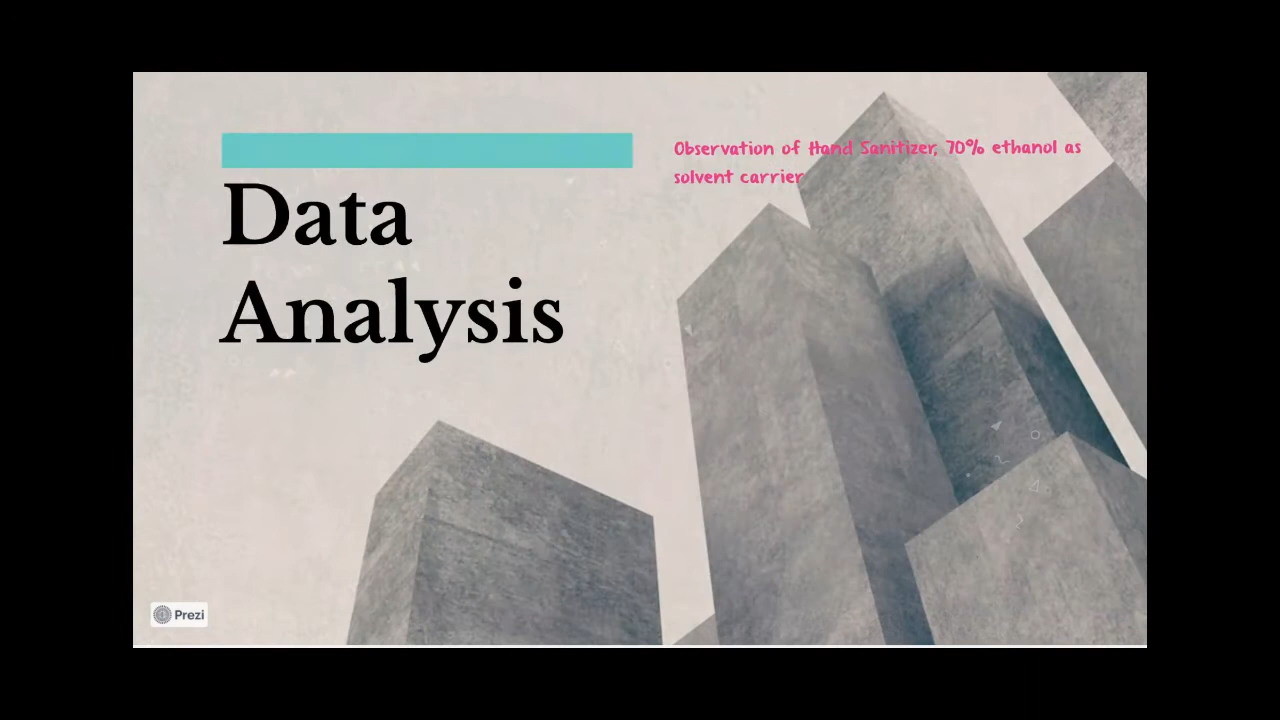 Data
Analysis
Observation of Hand Sanitizer, 70% ethanol as
solvent carrier
Prezi